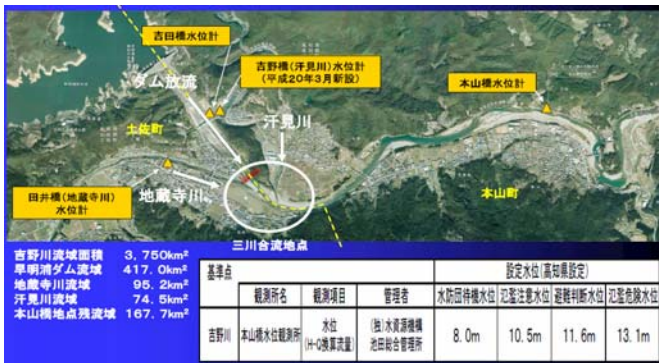 吉田橋水位計
吉野橋(汗見川)水位計
(平成20年3月新設)
ダム放流
本山橋水位計
汗見川
土佐町
田井橋(地蔵寺川)
水位計
地蔵寺川
本山町
三川合流地点
吉野川流域面積 3,750km²
早明浦ダム流域 417.0km²
地蔵寺川流域 95.2km²
汗見川流域 74.5km²
本山橋地点残流域 167.7km²
基準点 設定水位(高知県設定)
観測所名 観測項目 管理者 水防団待機水位 氾濫注意水位 避難判断水位 氾濫危険水位
吉野川 本山橋水位観測所 水位
(H-Q換算流量) (独)水資源機構
池田総合管理所 8.0m 10.5m 11.6m 13.1m